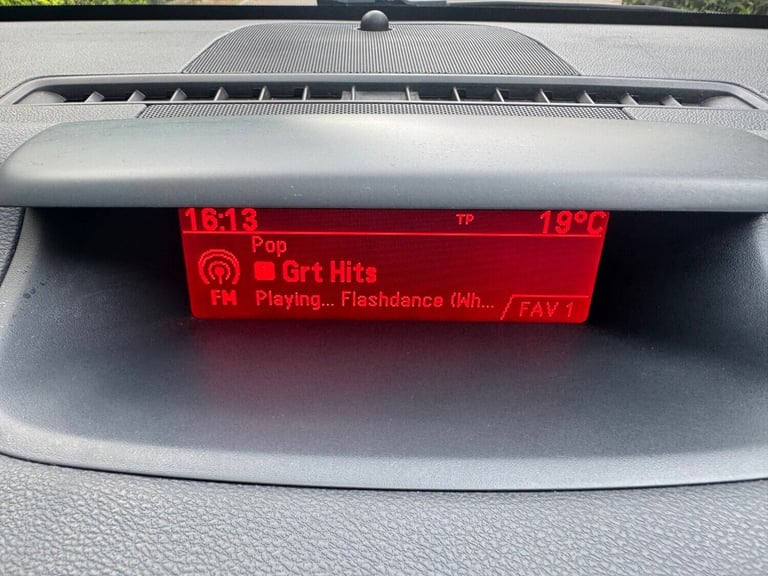 16:13 TP 19°C
Pop
Grt Hits
FM Playing... Flashdance (Wh... FAV 1